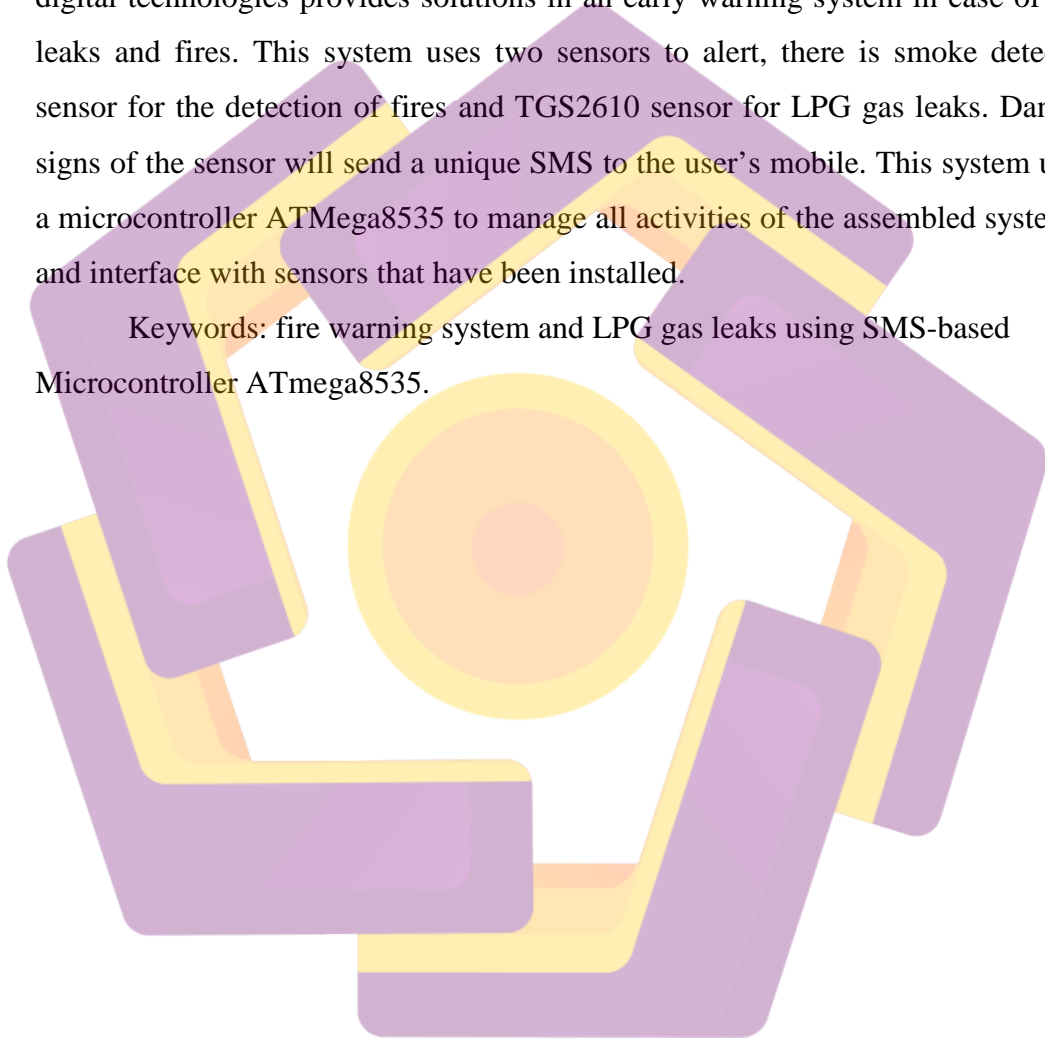 digital technologies provides solutions in an early warning system in case of
leaks and fires. This system uses two sensors to alert, there is smoke dete
sensor for the detection of fires and TGS2610 sensor for LPG gas leaks. Dan
signs of the sensor will send a unique SMS to the user's mobile. This system u
a microcontroller ATMega8535 to manage all activities of the assembled syste
and interface with sensors that have been installed.
Keywords: fire warning system and LPG gas leaks using SMS-based
Microcontroller ATmega8535.